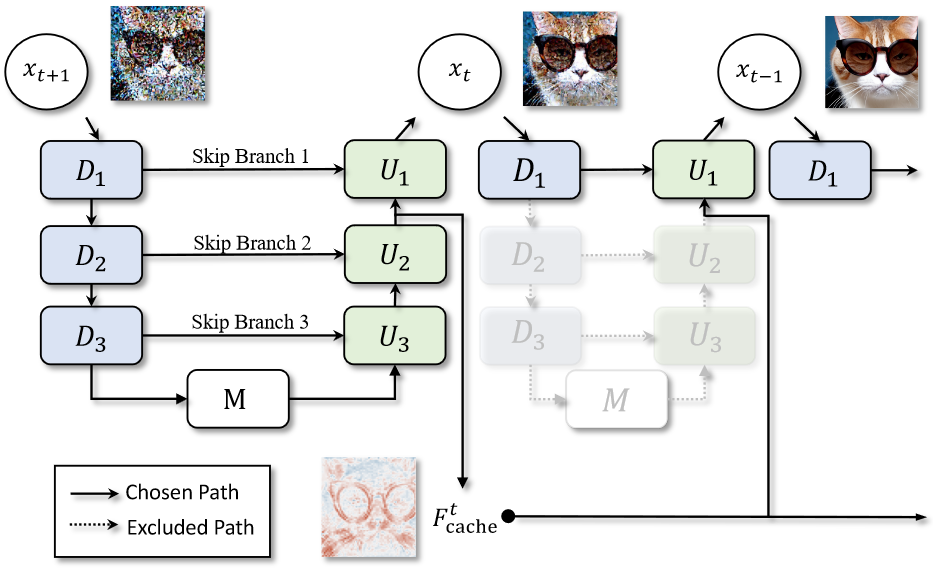 x_{t+1}
x_t
x_{t−1}
D_1 Skip Branch 1 U_1 D_1 U_1 D_1
D_2 Skip Branch 2 U_2 D_2 U_2
D_3 Skip Branch 3 U_3 D_3 U_3
M M
Chosen Path
Excluded Path
F^t_{cache}